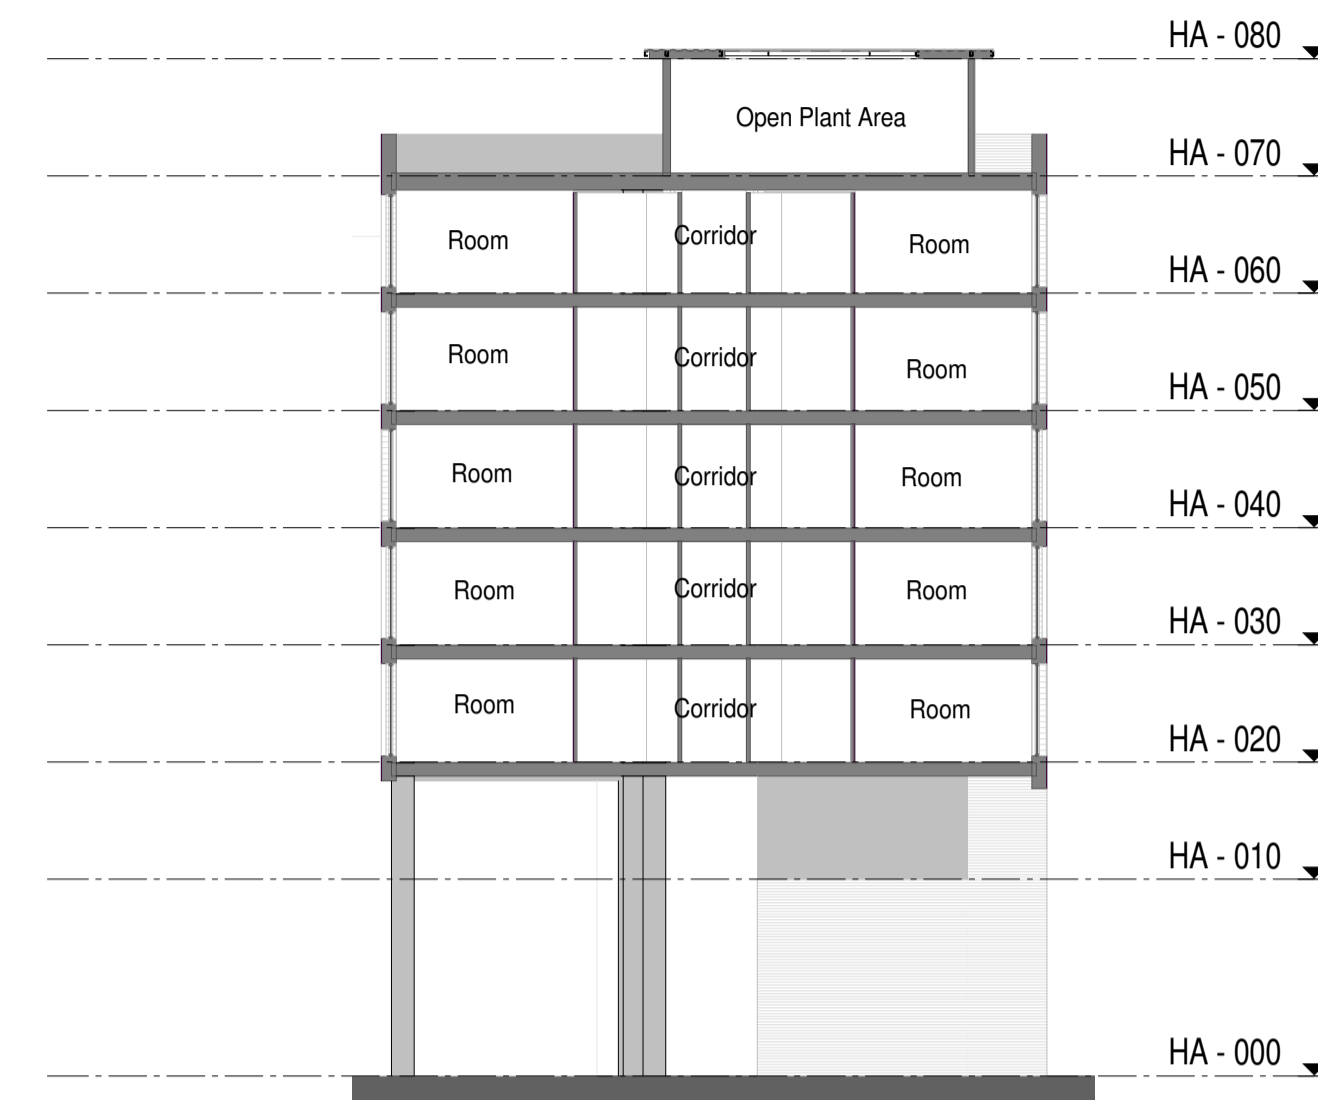 HA - 080
Open Plant Area
HA - 070
Room Corridor Room
HA - 060
Room Corridor Room
HA - 050
Room Corridor Room
HA - 040
Room Corridor Room
HA - 030
Room Corridor Room
HA - 020
HA - 010
HA - 000